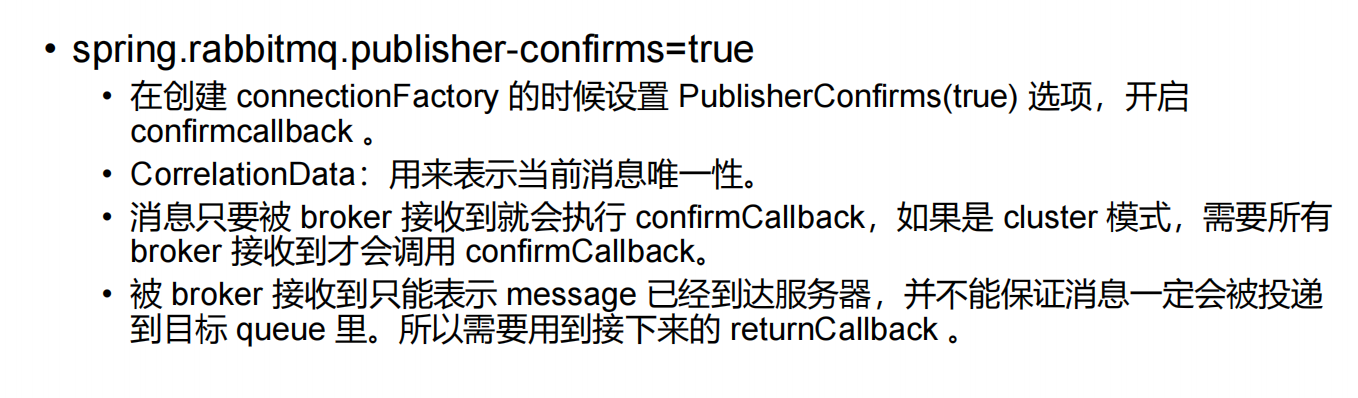 • spring.rabbitmq.publisher-confirms=true
• 在创建 connectionFactory 的时候设置 PublisherConfirms(true) 选项，开启
confirmcallback 。
• CorrelationData：用来表示当前消息唯一性。
• 消息只要被 broker 接收到就会执行 confirmCallback，如果是 cluster 模式，需要所有
broker 接收到才会调用 confirmCallback。
• 被 broker 接收到只能表示 message 已经到达服务器，并不能保证消息一定会被投递
到目标 queue 里。所以需要用到接下来的 returnCallback 。